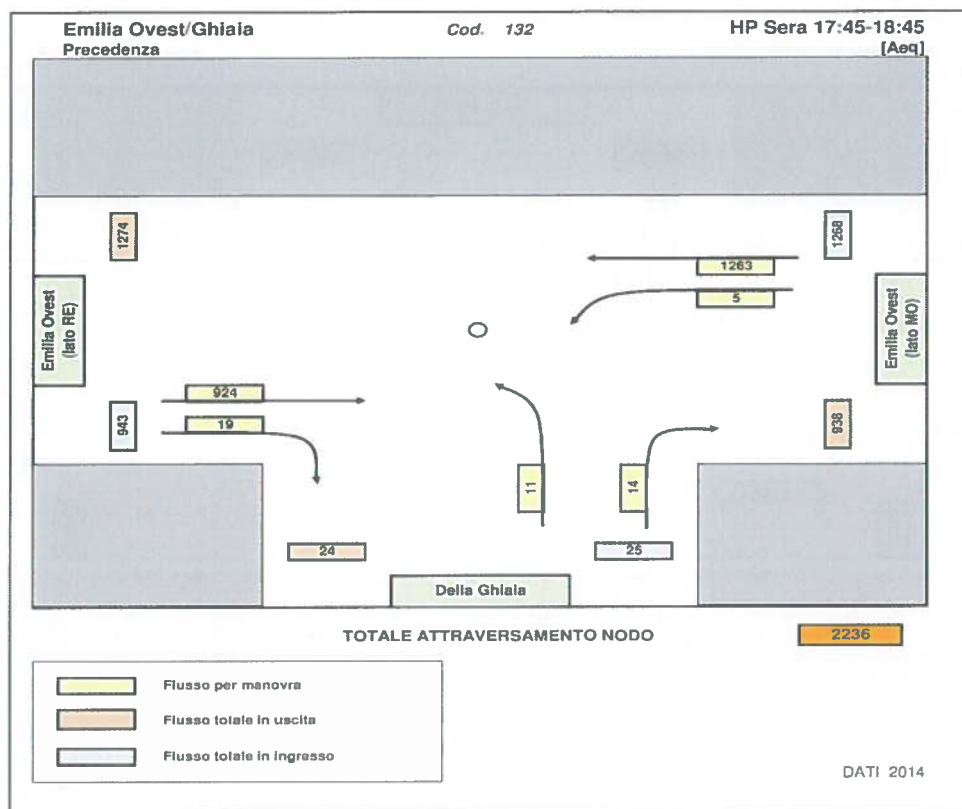 Emilia Ovest/Ghiaia Cod. 132 HP Sera 17:45-18:45
Precedenza [Aeq]
1274
1268
1263
5
Emilia Ovest
(lato RE)
Emilia Ovest
(lato MO)
924
943
19
938
11
14
24
25
Della Ghiaia
TOTALE ATTRAVERSAMENTO NODO 2236
Flusso per manovra
Flusso totale in uscita
Flusso totale in ingresso
DATI 2014